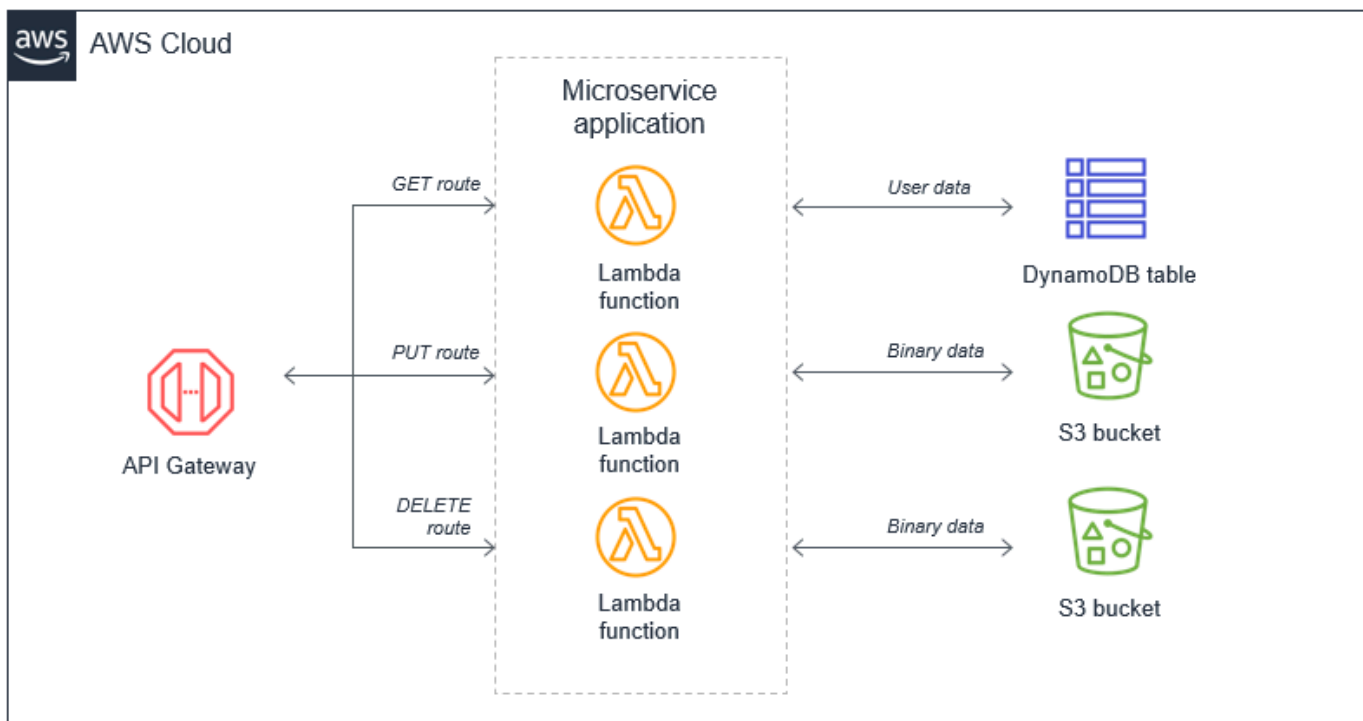 aws
AWS Cloud
Microservice
application
GET route
Lambda
function
User data
DynamoDB table
PUT route
Lambda
function
Binary data
S3 bucket
API Gateway
DELETE
route
Lambda
function
Binary data
S3 bucket